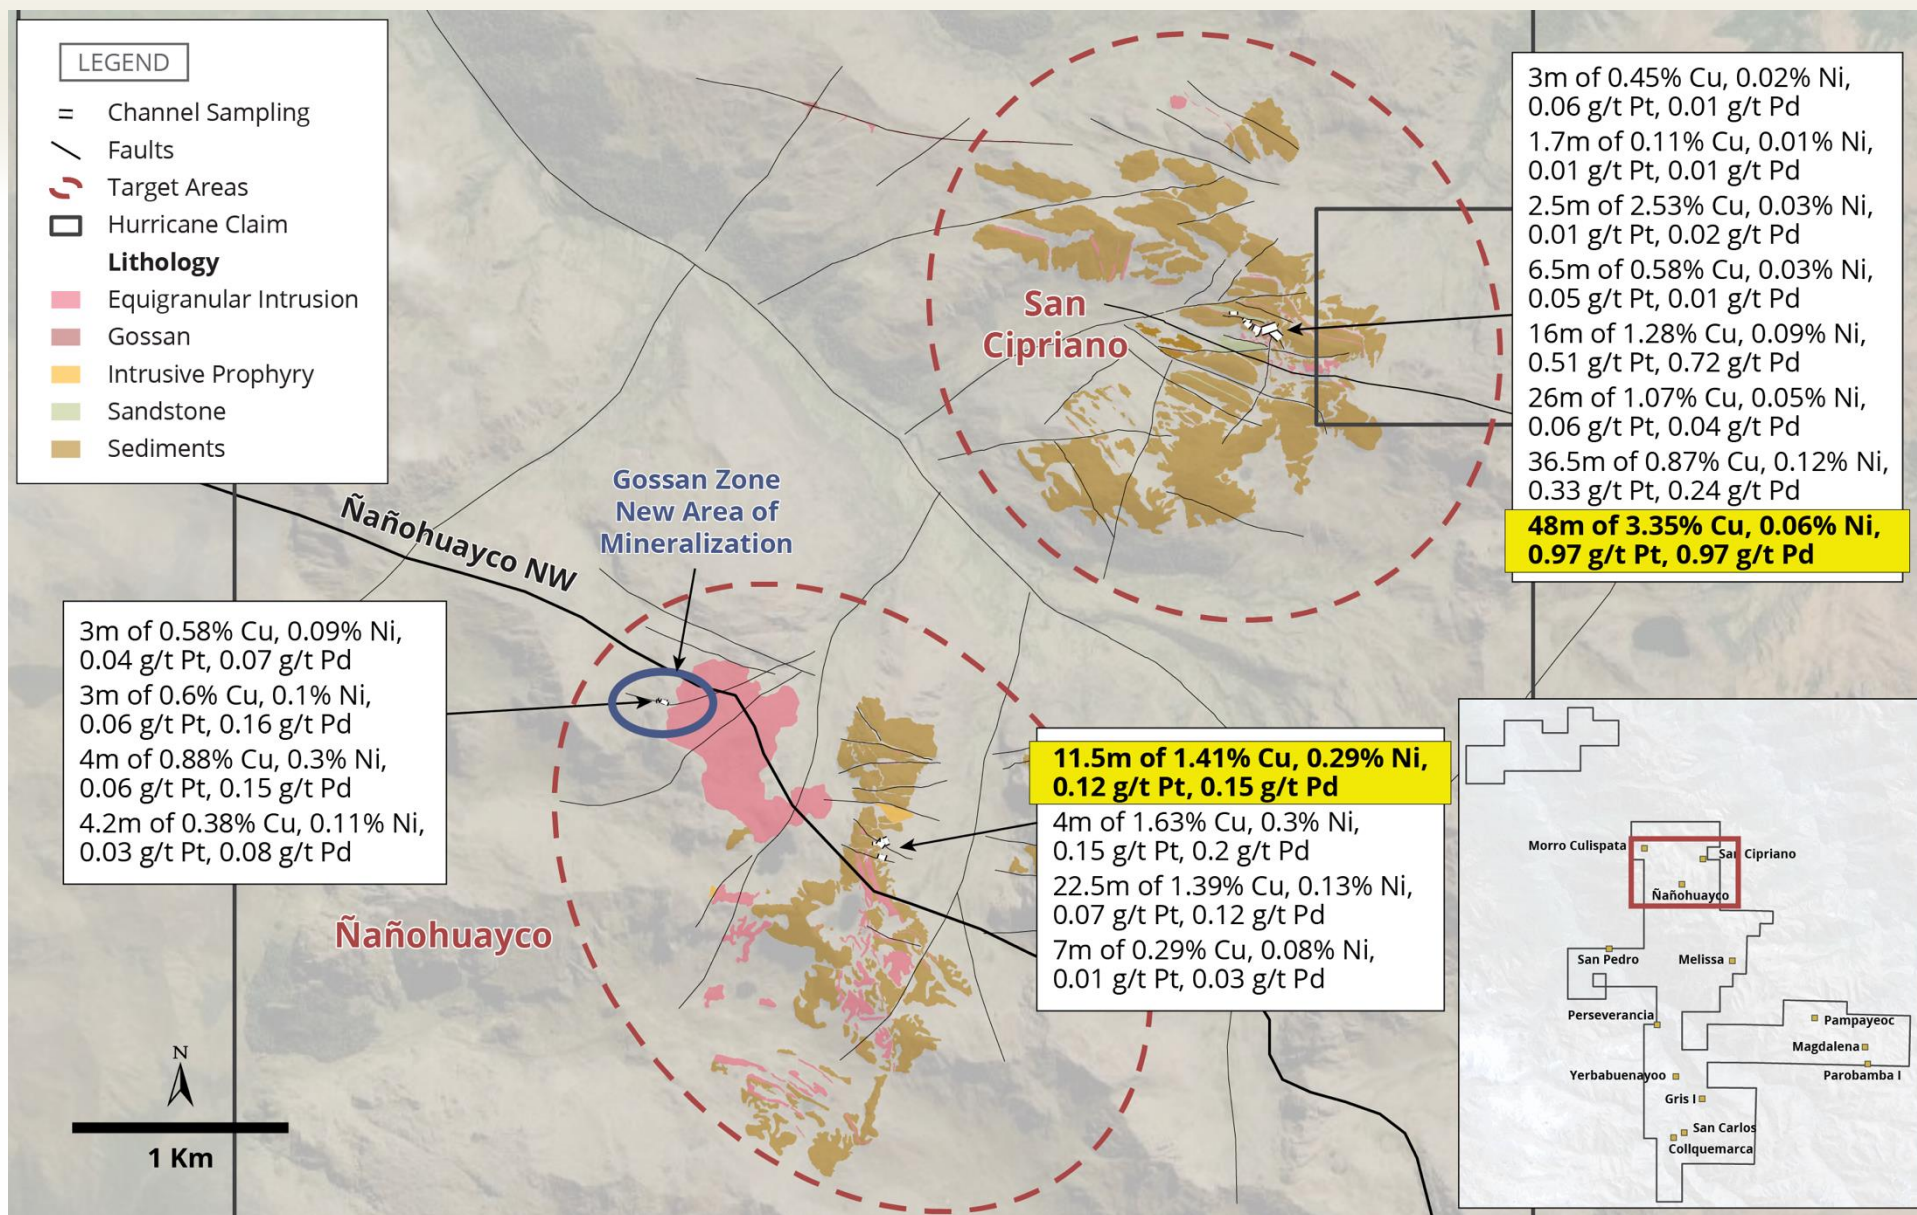 LEGEND
Channel Sampling
Faults
Target Areas
Hurricane Claim
Lithology
Equigranular Intrusion
Gossan
Intrusive Prophyry
Sandstone
Sediments
3m of 0.45% Cu, 0.02% Ni,
0.06 g/t Pt, 0.01 g/t Pd
1.7m of 0.11% Cu, 0.01% Ni,
0.01 g/t Pt, 0.01 g/t Pd
2.5m of 2.53% Cu, 0.03% Ni,
0.01 g/t Pt, 0.02 g/t Pd
6.5m of 0.58% Cu, 0.03% Ni,
0.05 g/t Pt, 0.01 g/t Pd
16m of 1.28% Cu, 0.09% Ni,
0.51 g/t Pt, 0.72 g/t Pd
26m of 1.07% Cu, 0.05% Ni,
0.06 g/t Pt, 0.04 g/t Pd
36.5m of 0.87% Cu, 0.12% Ni,
0.33 g/t Pt, 0.24 g/t Pd
48m of 3.35% Cu, 0.06% Ni,
0.97 g/t Pt, 0.97 g/t Pd
San
Cipriano
Gossan Zone
New Area of
Mineralization
Ñañohuayco NW
3m of 0.58% Cu, 0.09% Ni,
0.04 g/t Pt, 0.07 g/t Pd
3m of 0.6% Cu, 0.1% Ni,
0.06 g/t Pt, 0.16 g/t Pd
4m of 0.88% Cu, 0.3% Ni,
0.06 g/t Pt, 0.15 g/t Pd
4.2m of 0.38% Cu, 0.11% Ni,
0.03 g/t Pt, 0.08 g/t Pd
11.5m of 1.41% Cu, 0.29% Ni,
0.12 g/t Pt, 0.15 g/t Pd
4m of 1.63% Cu, 0.3% Ni,
0.15 g/t Pt, 0.2 g/t Pd
22.5m of 1.39% Cu, 0.13% Ni,
0.07 g/t Pt, 0.12 g/t Pd
7m of 0.29% Cu, 0.08% Ni,
0.01 g/t Pt, 0.03 g/t Pd
Ñañohuayco
N
1 Km
Morro Culispata
San Cipriano
Ñañohuayco
San Pedro
Melissa
Perseverancia
Pampayeoc
Magdalena
Parobamba I
Yerbabuenayoo
Gris I
San Carlos
Collquemarca